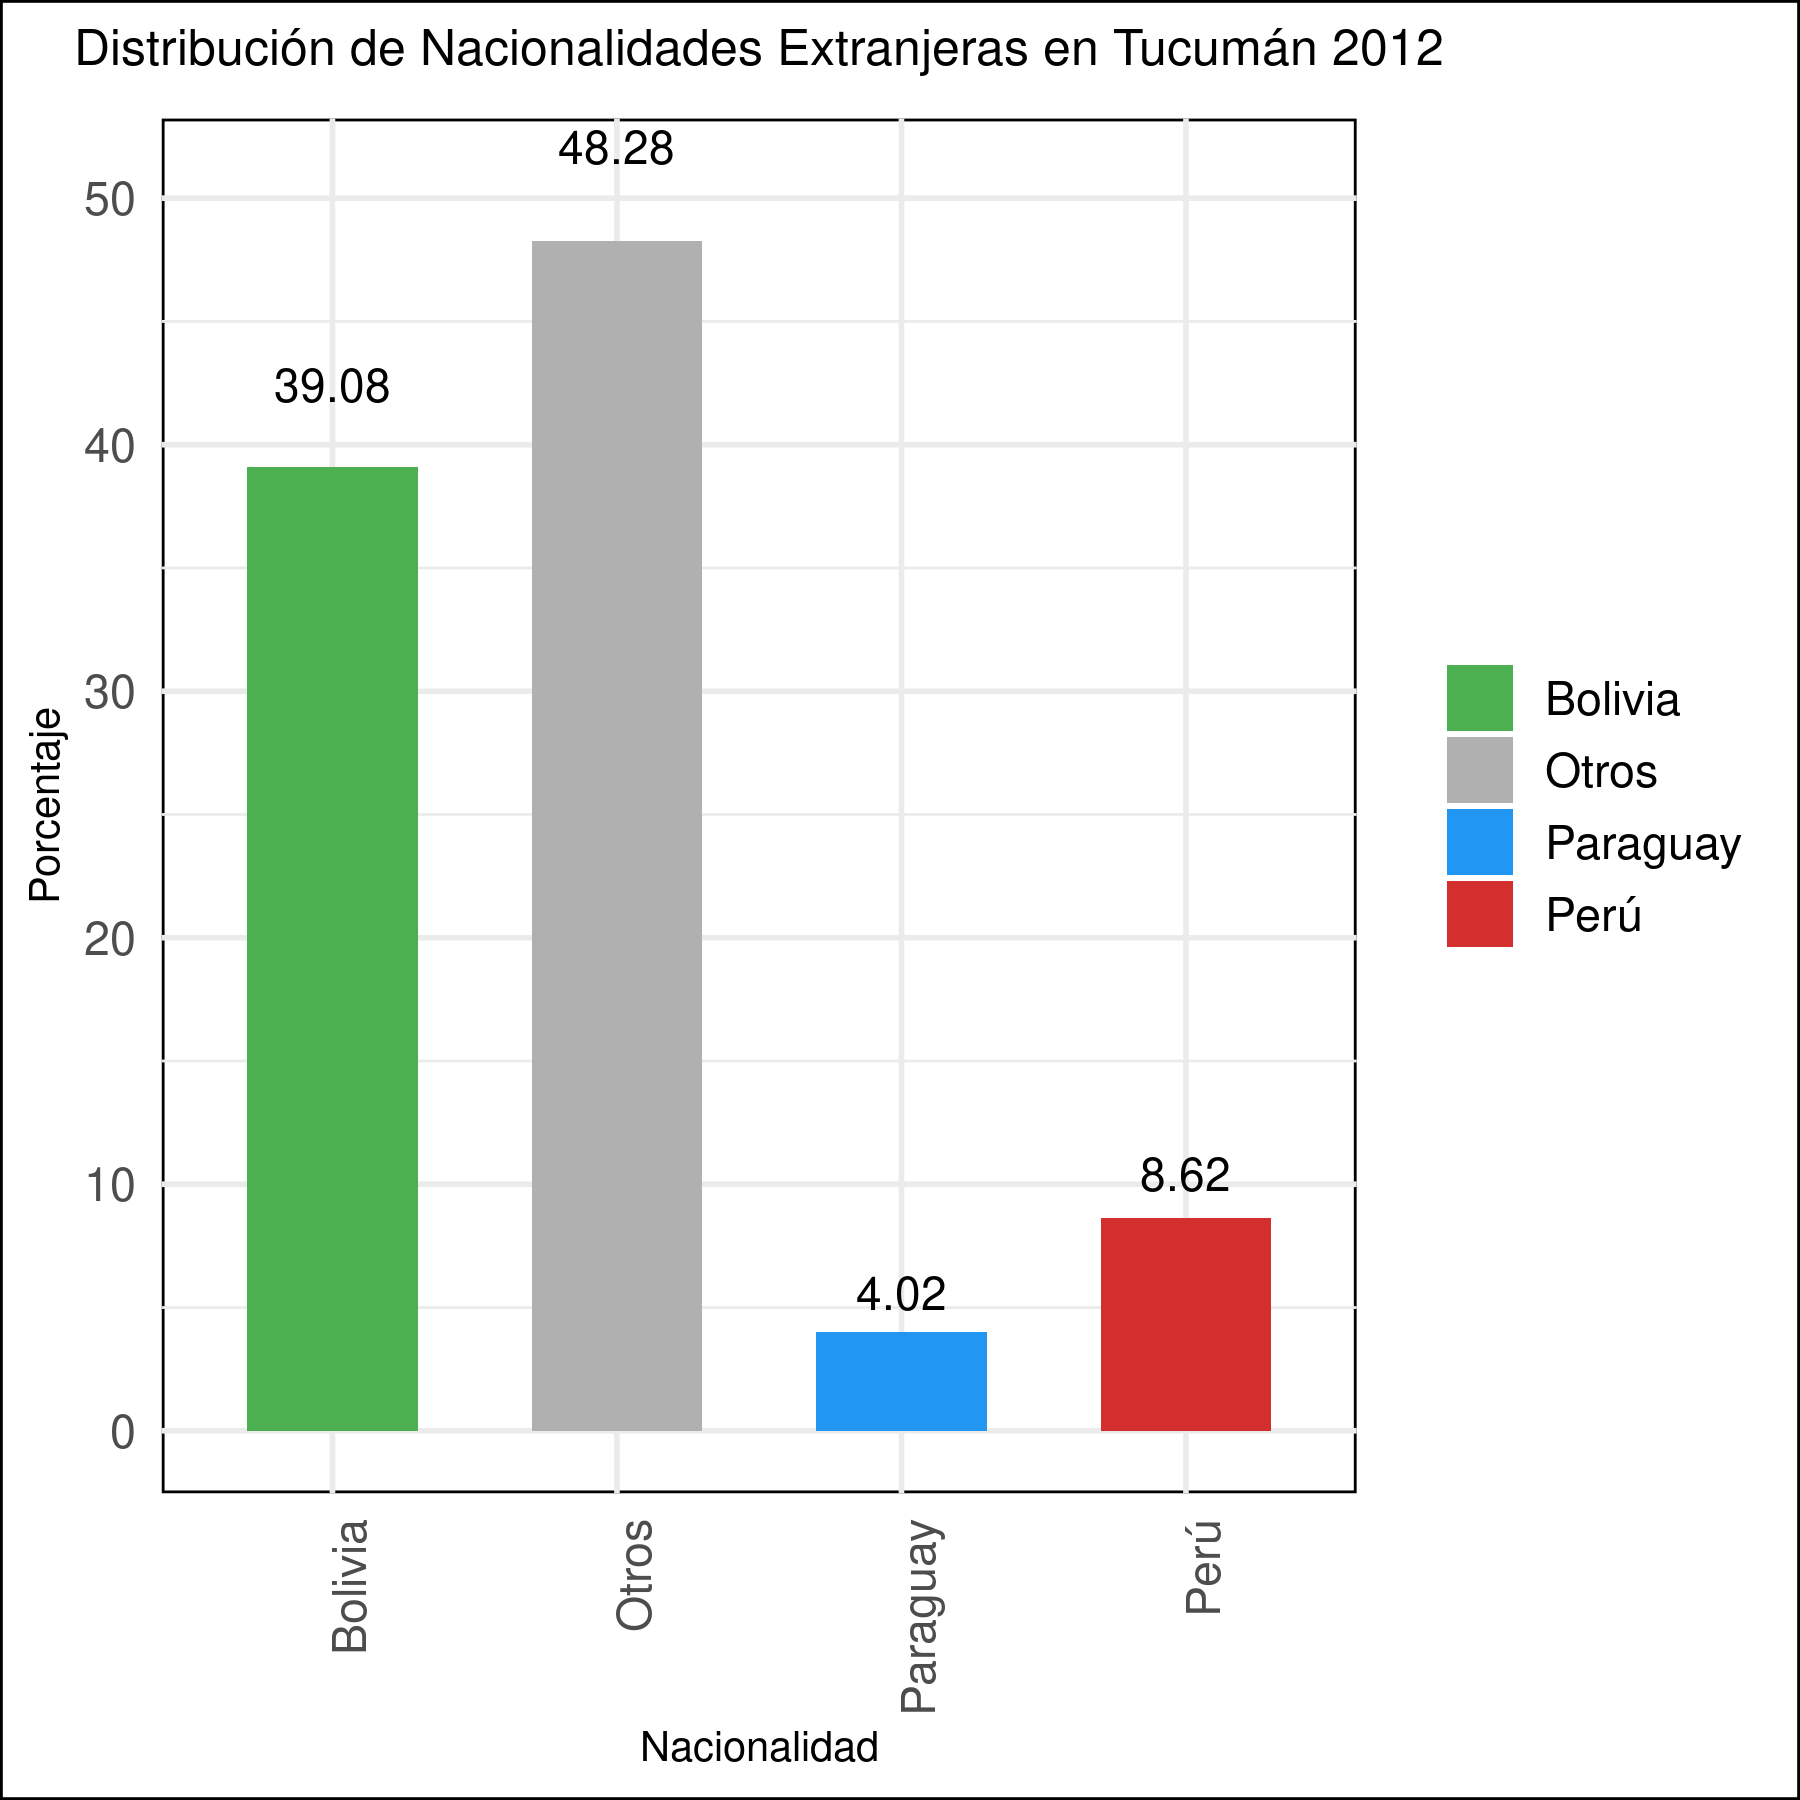 Distribución de Nacionalidades Extranjeras en Tucumán 2012
48.28
50
39.08
40
30
20
10
0
8.62
4.02
Porcentaje
Bolivia
Otros
Paraguay
Perú
Nacionalidad
Bolivia
Otros
Paraguay
Perú